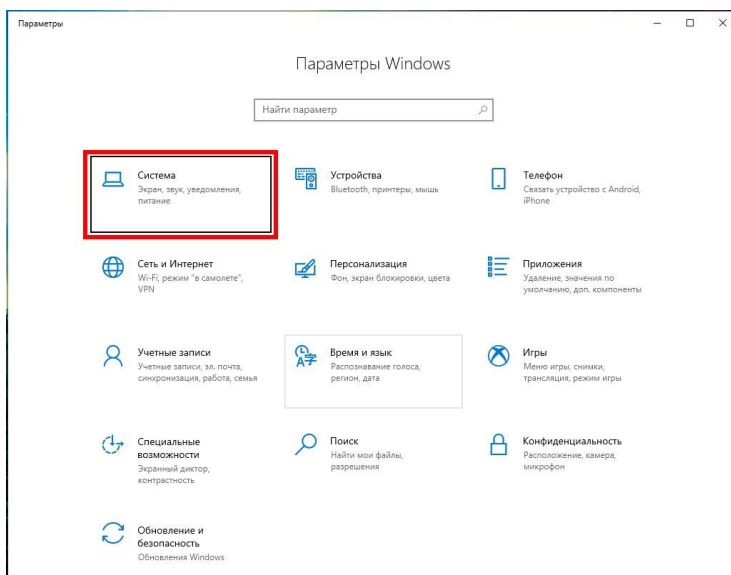 Параметры
Параметры Windows
Найти параметр
Система
Экран, звук, уведомления,
питание
Устройства
Bluetooth, принтеры, мышь
Телефон
Связать устройство с Android,
iPhone
Сеть и Интернет
Wi-Fi, режим "в самолете",
VPN
Персонализация
Фон, экран блокировки, цвета
Приложения
Удаление, значения по
умолчанию, доп. компоненты
Учетные записи
Учетные записи, эл. почта,
синхронизация, работа, семья
Время и язык
Распознавание голоса,
регион, дата
Игры
Меню игры, снимки,
трансляция, режим игры
Специальные
возможности
Экранный диктор,
контрастность
Поиск
Найти мои файлы,
разрешения
Конфиденциальность
Расположение, камера,
микрофон
Обновление и
безопасность
Обновления Windows